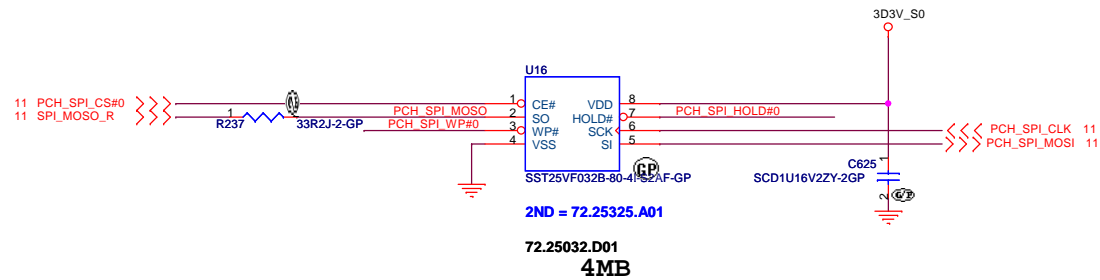 3D3V_S0
U16
11 PCH_SPI_CS#0
1 CE# VDD 8
11 SPI_MOSO_R
1
R237
33R2J-2-GP
PCH_SPI_MOSO
2 SO HOLD# 7
PCH_SPI_HOLD#0
PCH_SPI_WP#0
3 WP# SCK 6
PCH_SPI_CLK 11
4 VSS SI 5
PCH_SPI_MOSI 11
SST25VF032B-80-4I-S2AF-GP
GP
C625
1
SCD1U16V2ZY-2GP
2
2ND = 72.25325.A01
72.25032.D01
4MB